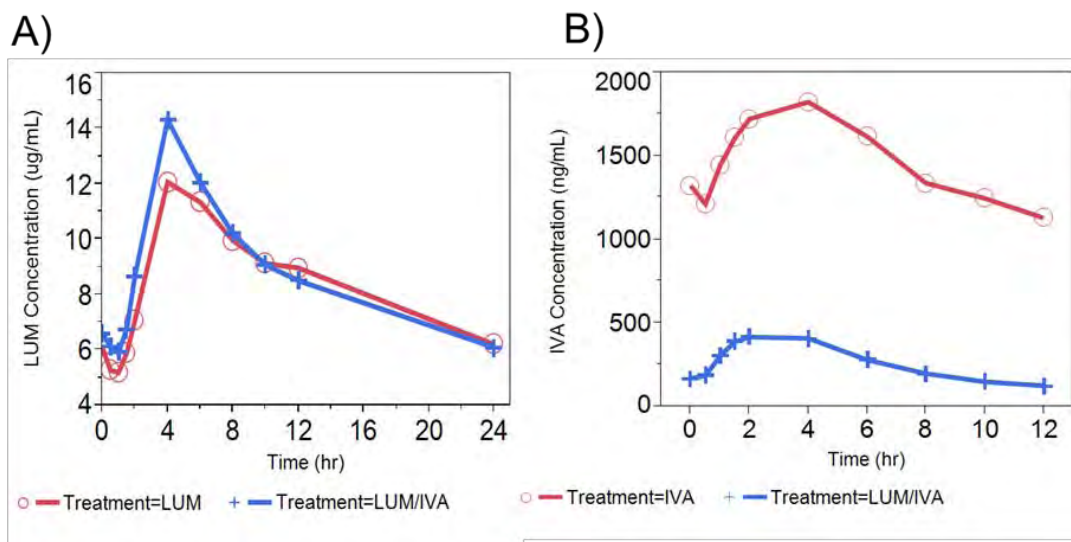 A)
B)
LUM Concentration (ug/mL)
16
14
12
10
8
6
4
0 4 8 12 24
Time (hr)
Treatment=LUM Treatment=LUM/IVA
IVA Concentration (ng/mL)
2000
1500
1000
500
0
0 2 4 6 8 10 12
Time (hr)
Treatment=IVA Treatment=LUM/IVA